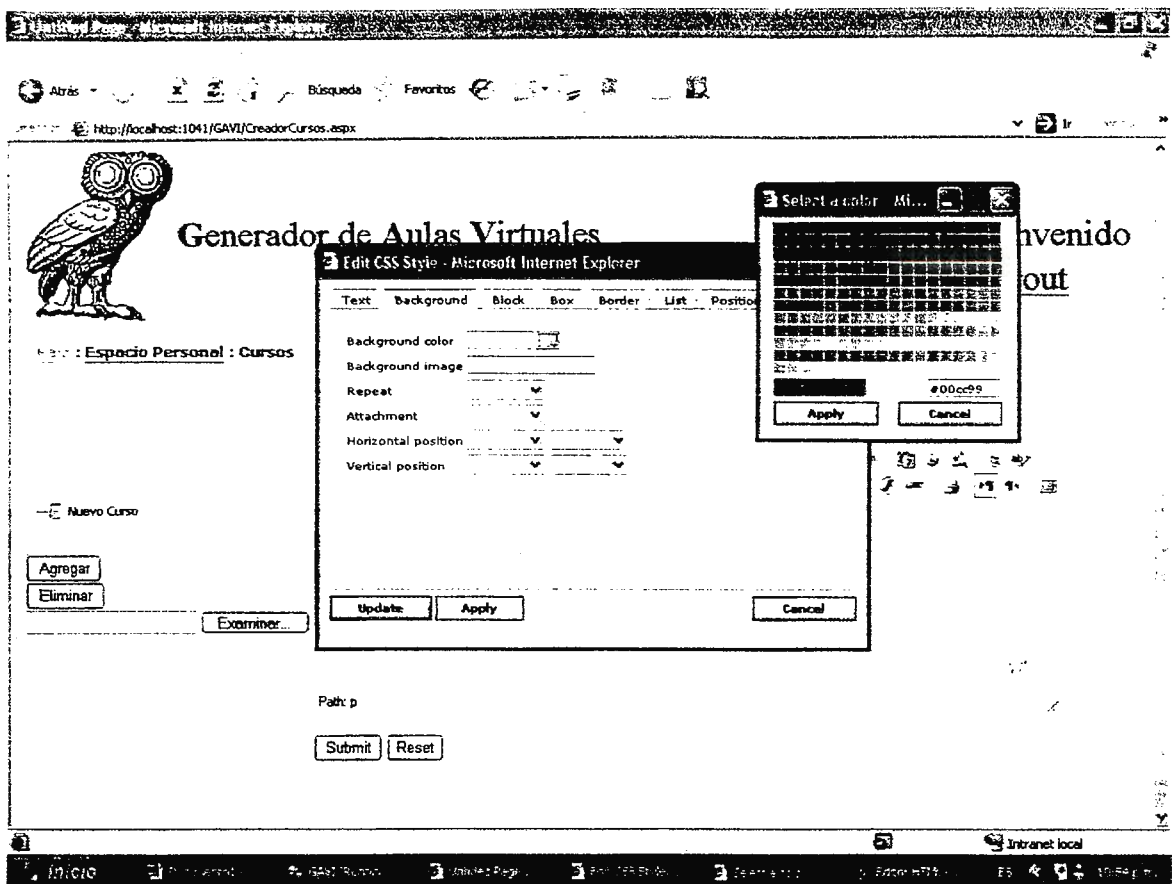 Atrás
Búsqueda
Favoritos
http://localhost:1041/GAVI/CreadorCursos.aspx
Ir
Generador de Aulas Virtuales
nvenido
out
: Espacio Personal : Cursos
Nuevo Curso
Agregar
Eliminar
Examinar...
Edit CSS Style - Microsoft Internet Explorer
Text Background Block Box Border List Position
Background color
Background image
Repeat
Attachment
Horizontal position
Vertical position
Update Apply Cancel
Select a color - Mi...
#00cc99
Apply Cancel
Path: p
Submit Reset
Intranet local
Inicio
ES